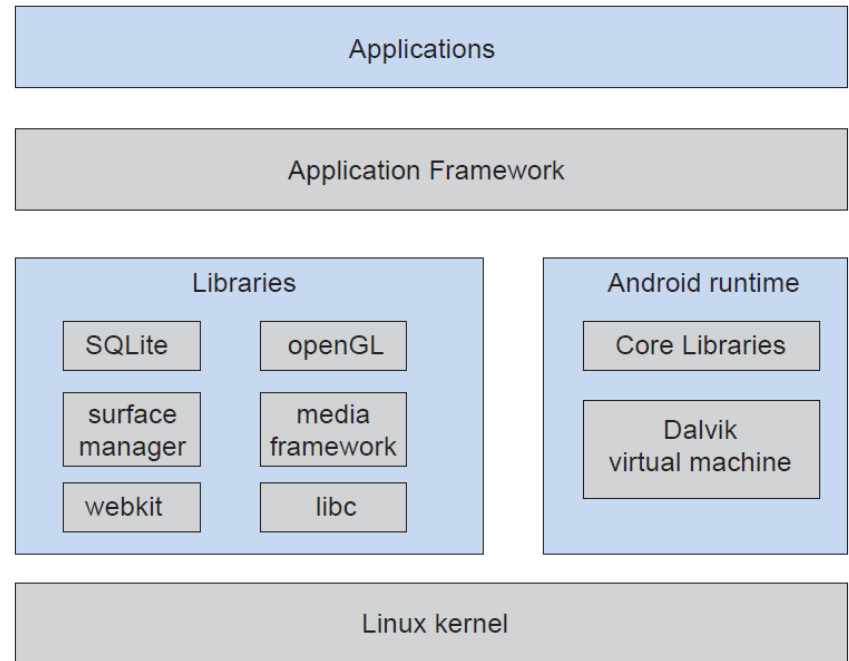 Applications
Application Framework
Libraries
SQLite
openGL
surface
manager
media
framework
webkit
libc
Android runtime
Core Libraries
Dalvik
virtual machine
Linux kernel